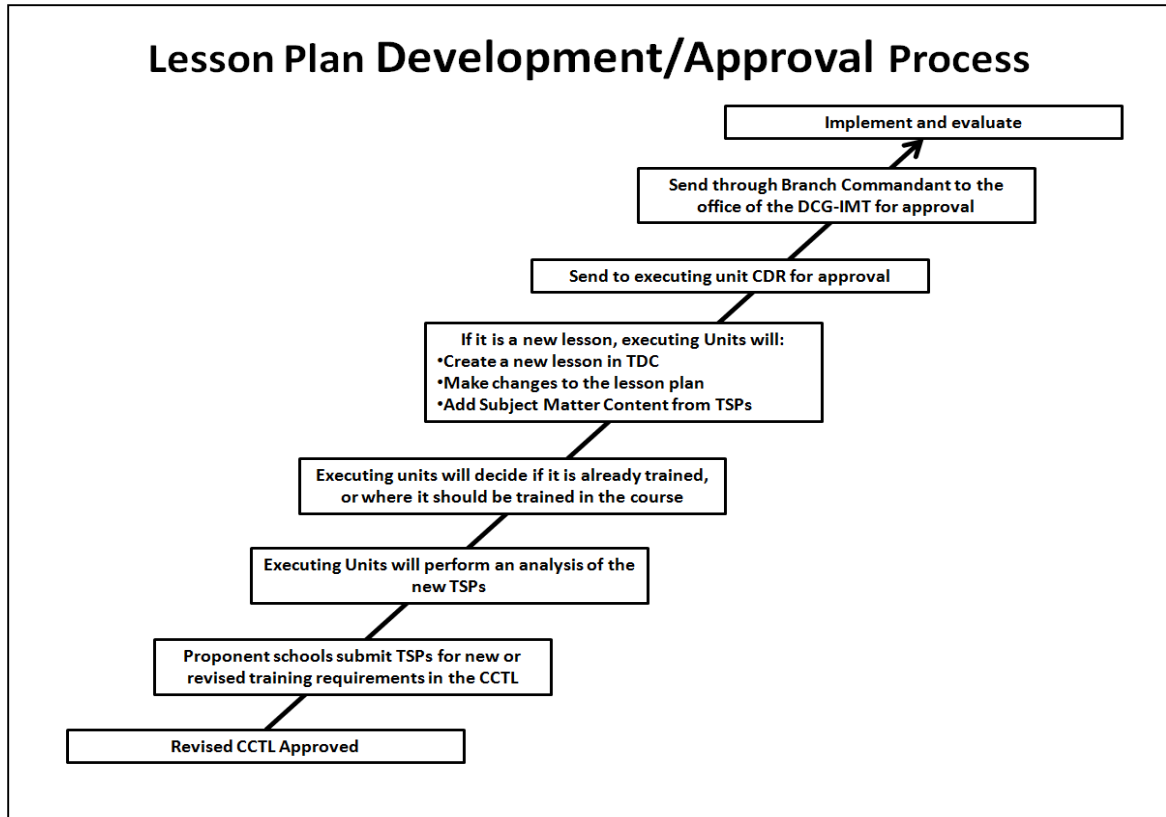 Lesson Plan Development/Approval Process
Implement and evaluate
Send through Branch Commandant to the
office of the DCG-IMT for approval
Send to executing unit CDR for approval
If it is a new lesson, executing Units will:
•Create a new lesson in TDC
•Make changes to the lesson plan
•Add Subject Matter Content from TSPs
Executing units will decide if it is already trained,
or where it should be trained in the course
Executing Units will perform an analysis of the
new TSPs
Proponent schools submit TSPs for new or
revised training requirements in the CCTL
Revised CCTL Approved